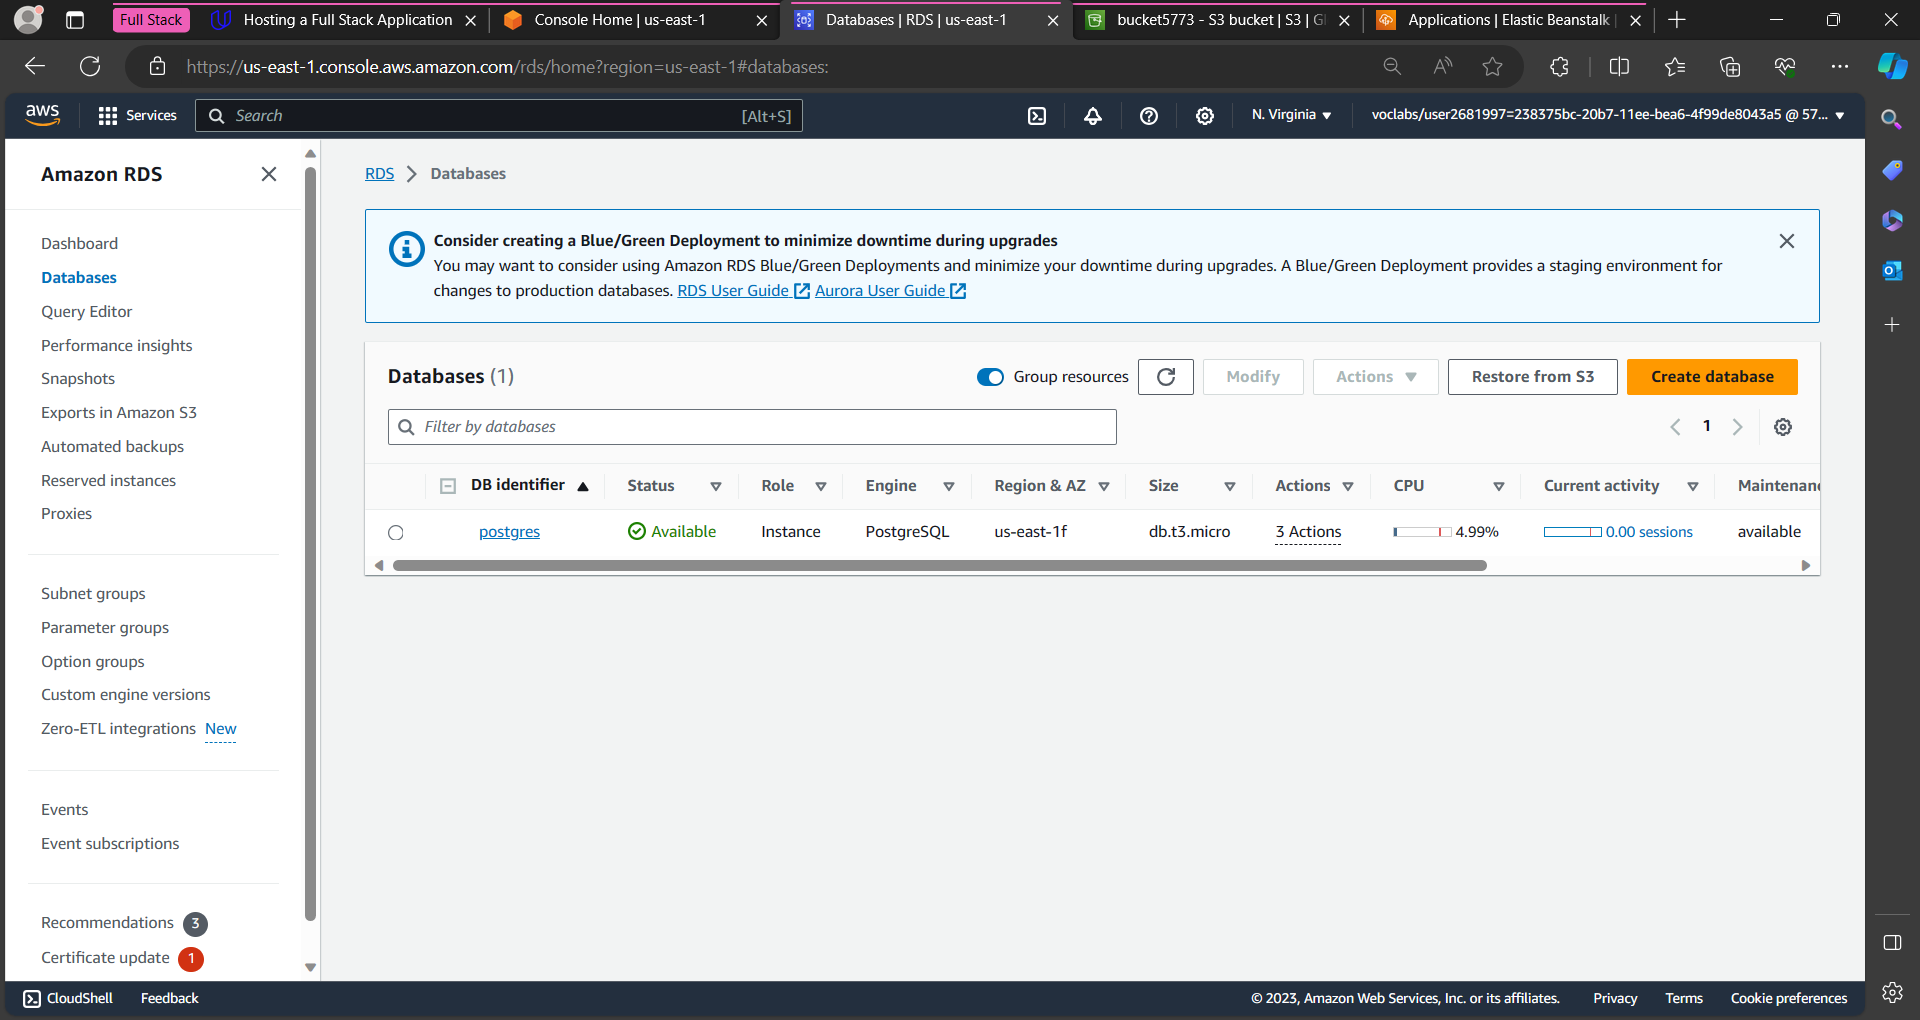 Full Stack
Hosting a Full Stack Application
Console Home | us-east-1
Databases | RDS | us-east-1
bucket5773 - S3 bucket | S3 | Gl
Applications | Elastic Beanstalk |
https://us-east-1.console.aws.amazon.com/rds/home?region=us-east-1#databases:
aws
Services
Search
[Alt+S]
N. Virginia
voclabs/user2681997=238375bc-20b7-11ee-bea6-4f99de8043a5 @ 57...
Amazon RDS
Dashboard
Databases
Query Editor
Performance insights
Snapshots
Exports in Amazon S3
Automated backups
Reserved instances
Proxies
Subnet groups
Parameter groups
Option groups
Custom engine versions
Zero-ETL integrations New
Events
Event subscriptions
Recommendations 3
Certificate update 1
RDS > Databases
Consider creating a Blue/Green Deployment to minimize downtime during upgrades
You may want to consider using Amazon RDS Blue/Green Deployments and minimize your downtime during upgrades. A Blue/Green Deployment provides a staging environment for
changes to production databases. RDS User Guide Aurora User Guide
Databases (1)
Group resources
Modify
Actions
Restore from S3
Create database
Filter by databases
1
DB identifier Status Role Engine Region & AZ Size Actions CPU Current activity Maintenanc
postgres Available Instance PostgreSQL us-east-1f db.t3.micro 3 Actions 4.99% 0.00 sessions available
CloudShell
Feedback
© 2023, Amazon Web Services, Inc. or its affiliates.
Privacy
Terms
Cookie preferences